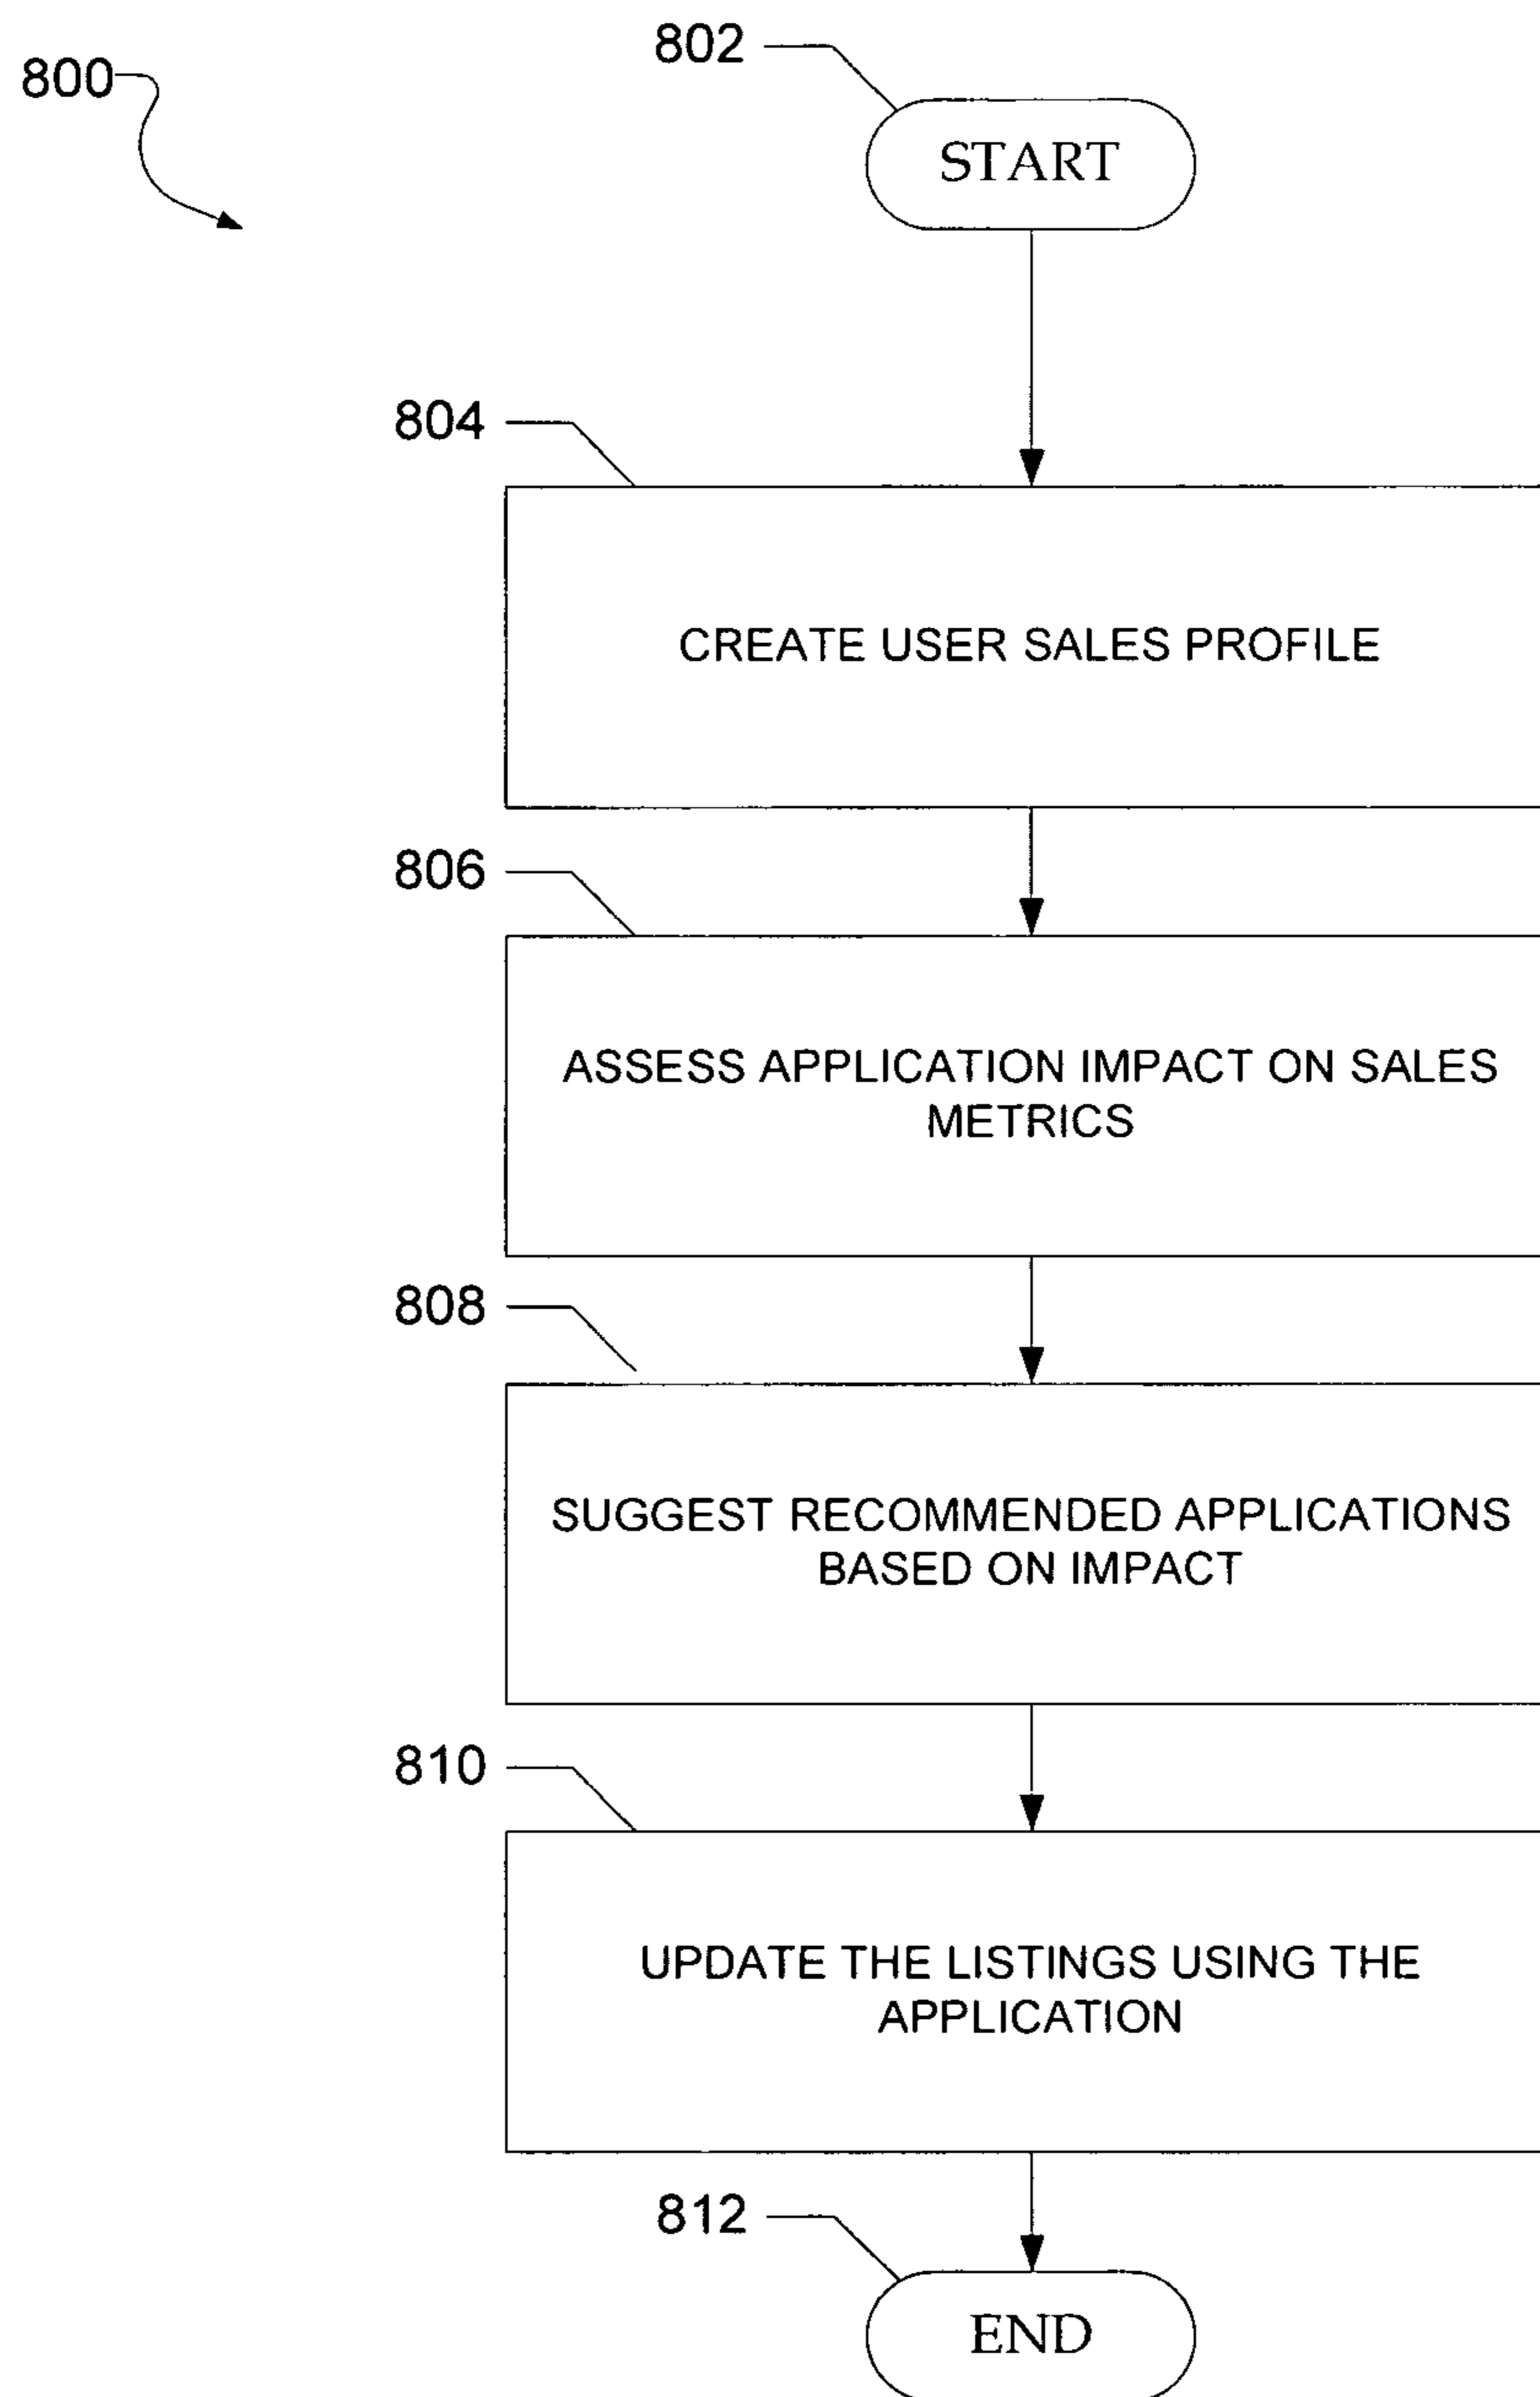 800
802
START
804
CREATE USER SALES PROFILE
806
ASSESS APPLICATION IMPACT ON SALES
METRICS
808
SUGGEST RECOMMENDED APPLICATIONS
BASED ON IMPACT
810
UPDATE THE LISTINGS USING THE
APPLICATION
812
END